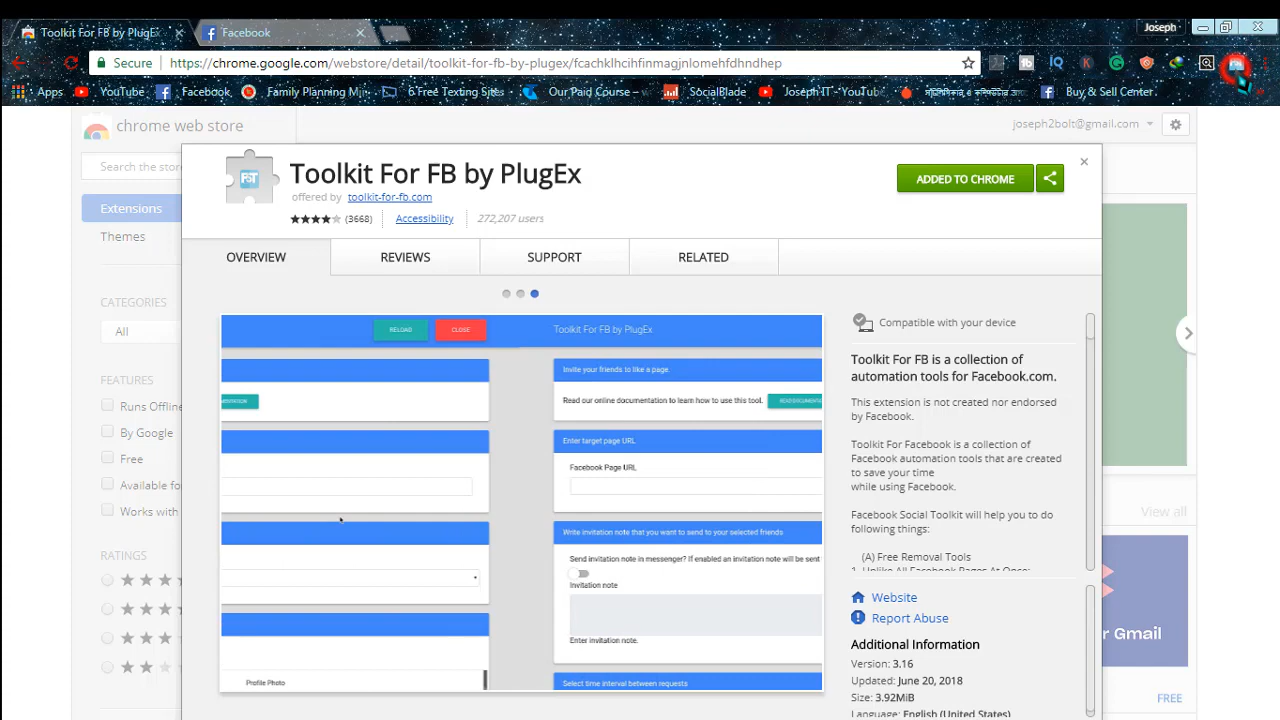 Toolkit For FB by PlugEx
Facebook
Joseph
Secure
https://chrome.google.com/webstore/detail/toolkit-for-fb-by-plugex/fcachklhcihfinmagjnlomehfdhndhep
Apps
YouTube
Facebook
Family Planning M
6 Free Texting Sites
Our Paid Course –
SocialBlade
Joseph IT - YouTub
Buy & Sell Center
chrome web store
joseph2bolt@gmail.com
Search the store
Extensions
Themes
CATEGORIES
All
FEATURES
Runs Offline
By Google
Free
Available fo
Works with
RATINGS
Toolkit For FB by PlugEx
offered by toolkit-for-fb.com
(3668)
Accessibility
272,207 users
ADDED TO CHROME
OVERVIEW
REVIEWS
SUPPORT
RELATED
RELOAD
CLOSE
Toolkit For FB by PlugEx
Invite your friends to like a page
Read our online documentation to learn how to use this tool.
Enter target page URL
Facebook Page URL
Write invitation note that you want to send to your selected friends
Send invitation note in messenger? If enabled an invitation note will be sent
Invitation note
Enter invitation note.
Select time interval between requests
Profile Photo
Compatible with your device
Toolkit For FB is a collection of
automation tools for Facebook.com.
This extension is not created nor endorsed
by Facebook.
Toolkit For Facebook is a collection of
Facebook automation tools that are created
to save your time
while using Facebook.
Facebook Social Toolkit will help you to do
following things:
(A) Free Removal Tools
1. Unlike All Facebook Pages At Once:
Website
Report Abuse
Additional Information
Version: 3.16
Updated: June 20, 2018
Size: 3.92MiB
Language: English (United States)
View all
r Gmail
FREE